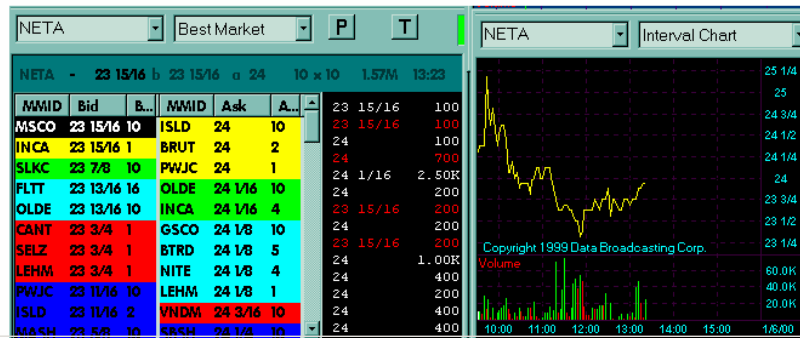 NETA Best Market P T
NETA - 23 15/16 b 23 15/16 a 24 10 x 10 1.57M 13:23
MMID Bid B... MMID Ask A...
MSCO 23 15/16 10 ISLD 24 10
INCA 23 15/16 1 BRUT 24 2
SLKC 23 7/8 10 PWJC 24 1
FLTT 23 13/16 16 OLDE 24 1/16 10
OLDE 23 13/16 10 INCA 24 1/16 4
CANT 23 3/4 1 GSCO 24 1/8 10
SELZ 23 3/4 1 BTRD 24 1/8 5
LEHM 23 3/4 1 NITE 24 1/8 4
PWJC 23 11/16 10 LEHM 24 1/8 1
ISLD 23 11/16 2 VNDM 24 3/16 10
MASH 23 5/8 10 SBSH 24 1/4 10
23 15/16 100
23 15/16 100
24 100
24 700
24 1/16 2.50K
24 200
23 15/16 200
24 200
23 15/16 200
24 1.00K
24 400
24 200
24 400
24 400
NETA Interval Chart
25 1/4
25
24 3/4
24 1/2
24 1/4
24
23 3/4
23 1/2
23 1/4
Copyright 1999 Data Broadcasting Corp.
Volume
60.0K
40.0K
20.0K
10:00 11:00 12:00 13:00 14:00 15:00 1/6/00